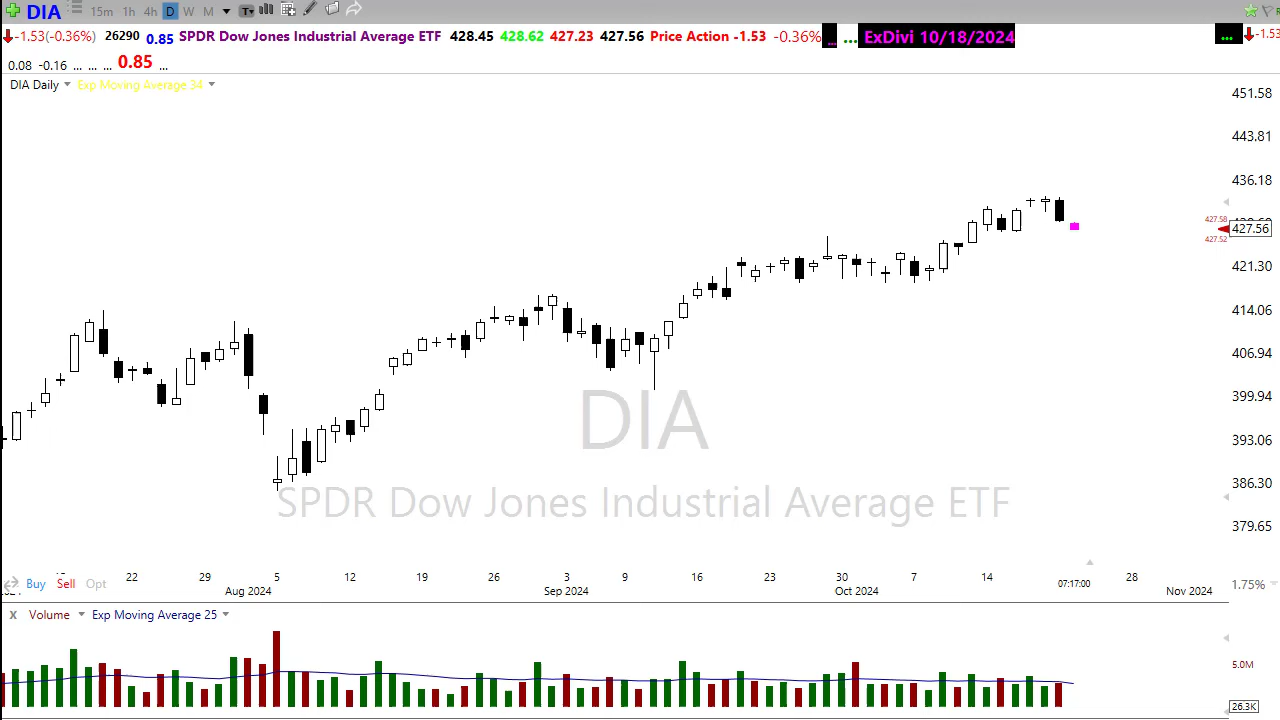 DIA 15m 1h 4h D W M T
-1.53(-0.36%) 26290 0.85 SPDR Dow Jones Industrial Average ETF 428.45 428.62 427.23 427.56 Price Action -1.53 -0.36% ... ... ExDivi 10/18/2024 ... -1.53
0.08 -0.16 ... ... ... 0.85 ...
DIA Daily Exp Moving Average 34
451.58
443.81
436.18
427.58
427.56
427.52
421.30
414.06
406.94
399.94
393.06
386.30
379.65
DIA
SPDR Dow Jones Industrial Average ETF
22 29 5 12 19 26 3 9 16 23 30 7 14 28
Buy Sell Opt 07:17:00 1.75%
Aug 2024 Sep 2024 Oct 2024 Nov 2024
X Volume Exp Moving Average 25
5.0M
26.3K